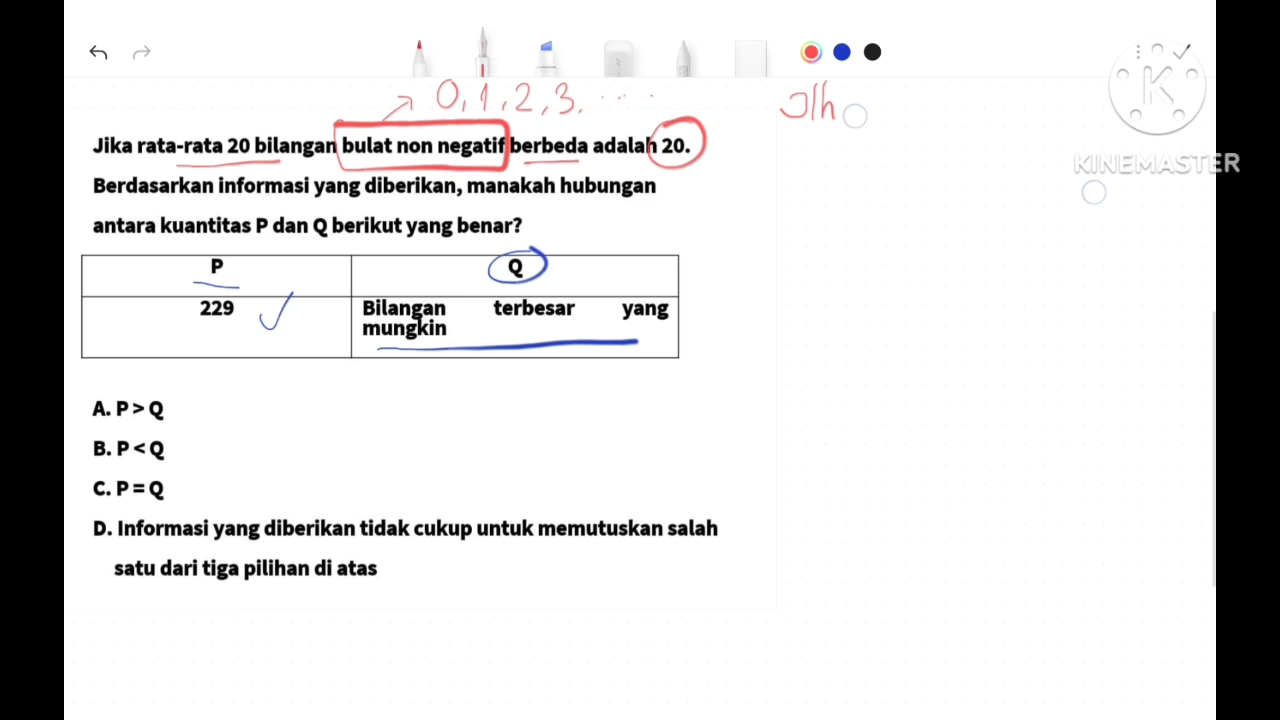 0, 1, 2, 3. ....
Jlh
KINEMASTER
Jika rata-rata 20 bilangan bulat non negatif berbeda adalah 20.
Berdasarkan informasi yang diberikan, manakah hubungan
antara kuantitas P dan Q berikut yang benar?
P Q
229 Bilangan terbesar yang
mungkin
A. P > Q
B. P < Q
C. P = Q
D. Informasi yang diberikan tidak cukup untuk memutuskan salah
satu dari tiga pilihan di atas